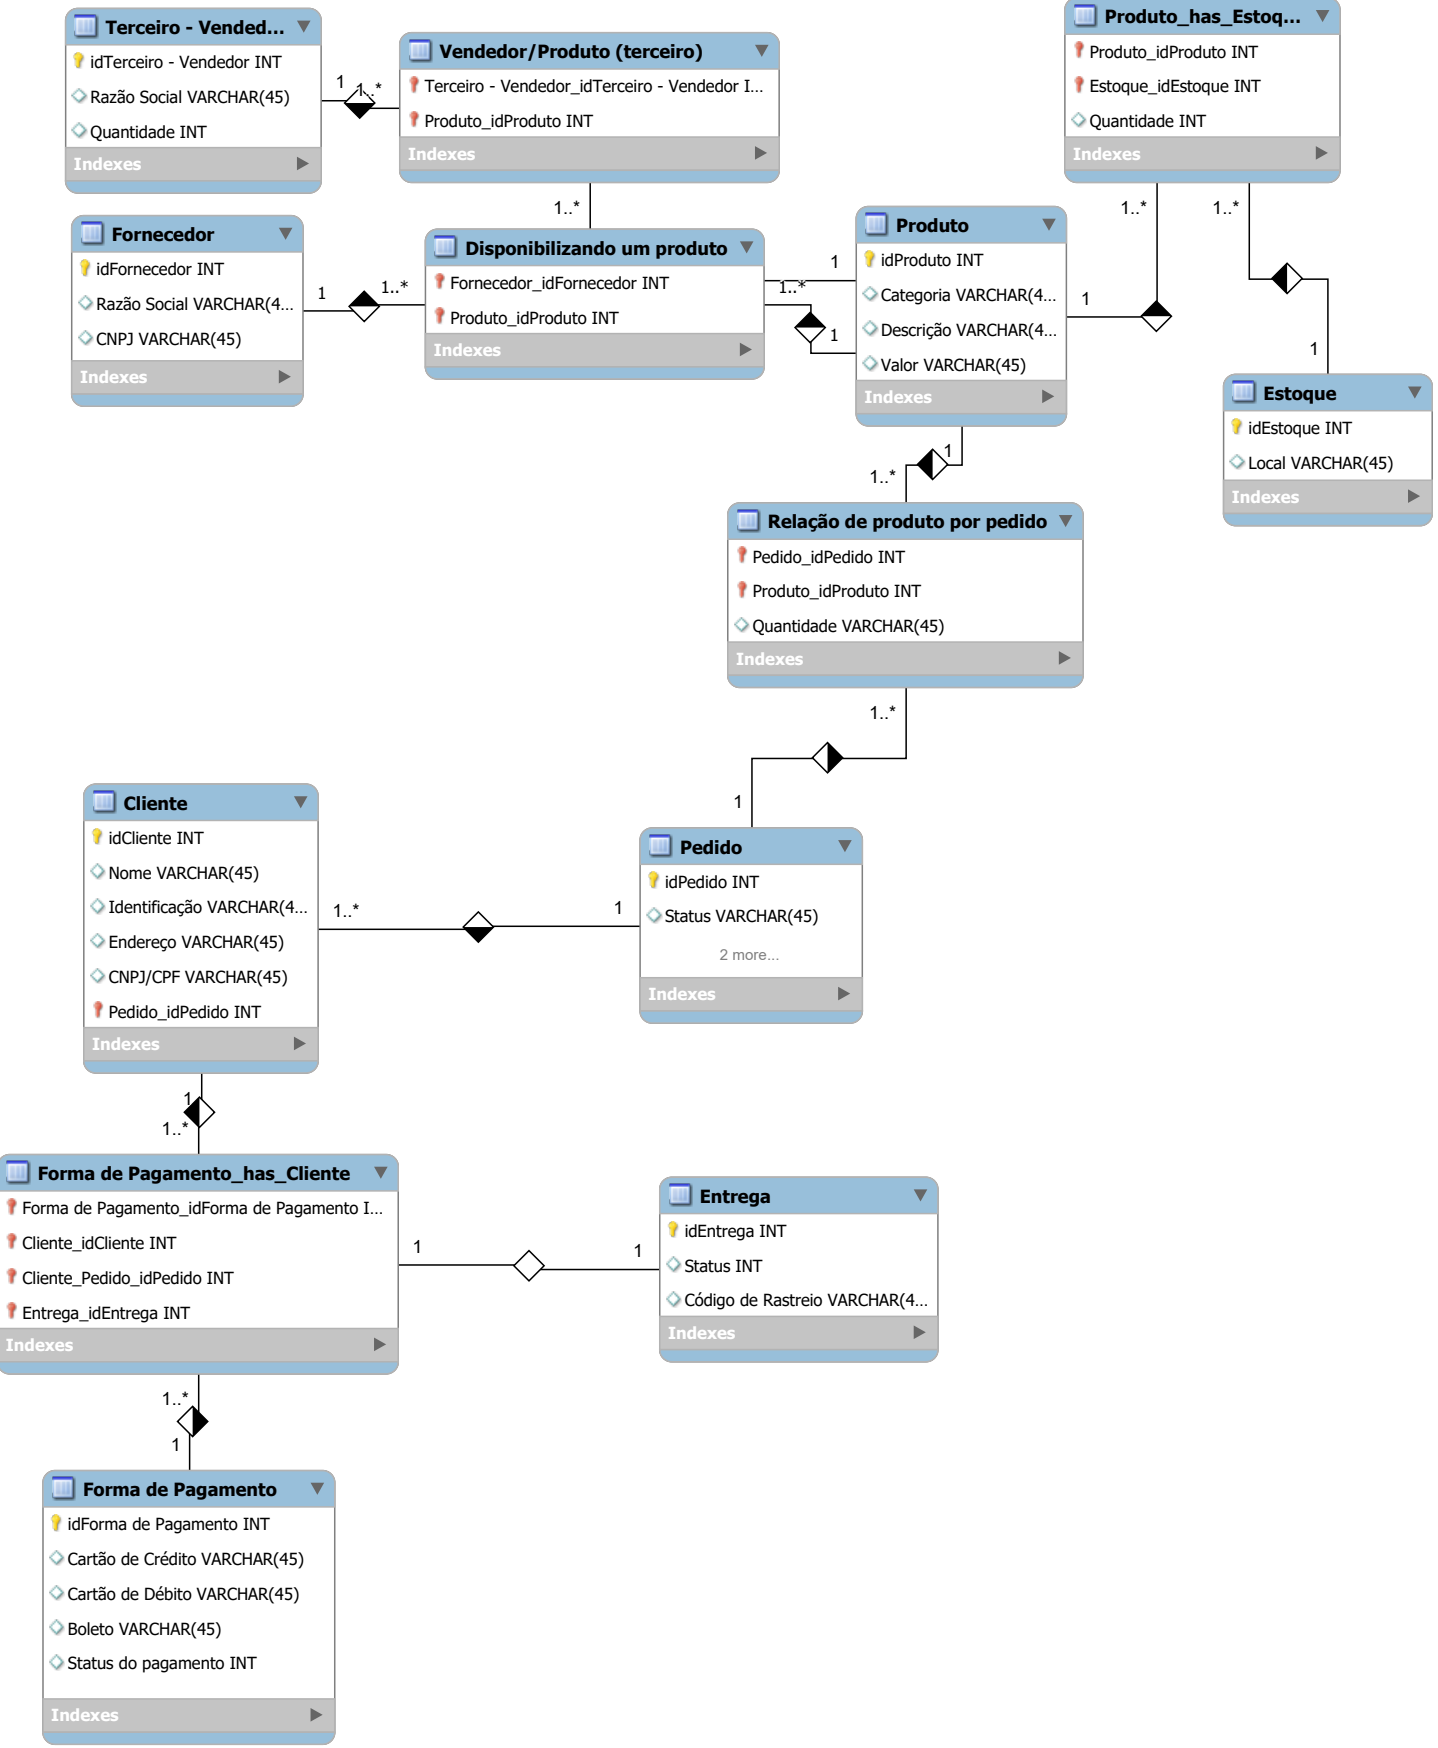 Terceiro - Vended...
idTerceiro - Vendedor INT
Razão Social VARCHAR(45)
Quantidade INT
Indexes
1
1..*
Vendedor/Produto (terceiro)
Terceiro - Vendedor_idTerceiro - Vendedor I...
Produto_idProduto INT
Indexes
1..*
Produto_has_Estoq...
Produto_idProduto INT
Estoque_idEstoque INT
Quantidade INT
Indexes
1..*
1..*
Fornecedor
idFornecedor INT
Razão Social VARCHAR(4...
CNPJ VARCHAR(45)
Indexes
1
1..*
Disponibilizando um produto
Fornecedor_idFornecedor INT
Produto_idProduto INT
Indexes
1
1..*
1
Produto
idProduto INT
Categoria VARCHAR(4...
Descrição VARCHAR(4...
Valor VARCHAR(45)
Indexes
1
1
Estoque
idEstoque INT
Local VARCHAR(45)
Indexes
1
1..*
Relação de produto por pedido
Pedido_idPedido INT
Produto_idProduto INT
Quantidade VARCHAR(45)
Indexes
1..*
1
Cliente
idCliente INT
Nome VARCHAR(45)
Identificação VARCHAR(4...
Endereço VARCHAR(45)
CNPJ/CPF VARCHAR(45)
Pedido_idPedido INT
Indexes
1..*
1
Pedido
idPedido INT
Status VARCHAR(45)
2 more...
Indexes
1
1..*
Forma de Pagamento_has_Cliente
Forma de Pagamento_idForma de Pagamento I...
Cliente_idCliente INT
Cliente_Pedido_idPedido INT
Entrega_idEntrega INT
Indexes
1
1
Entrega
idEntrega INT
Status INT
Código de Rastreio VARCHAR(4...
Indexes
1..*
1
Forma de Pagamento
idForma de Pagamento INT
Cartão de Crédito VARCHAR(45)
Cartão de Débito VARCHAR(45)
Boleto VARCHAR(45)
Status do pagamento INT
Indexes